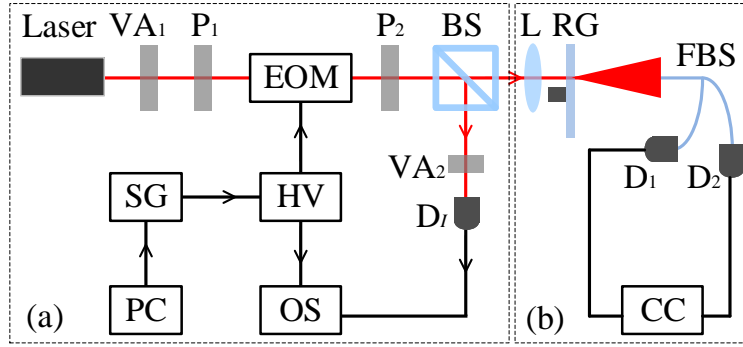 Laser VA1 P1 P2 BS L RG
EOM FBS
VA2
D1 D2
SG HV DI
(a) PC OS (b) CC